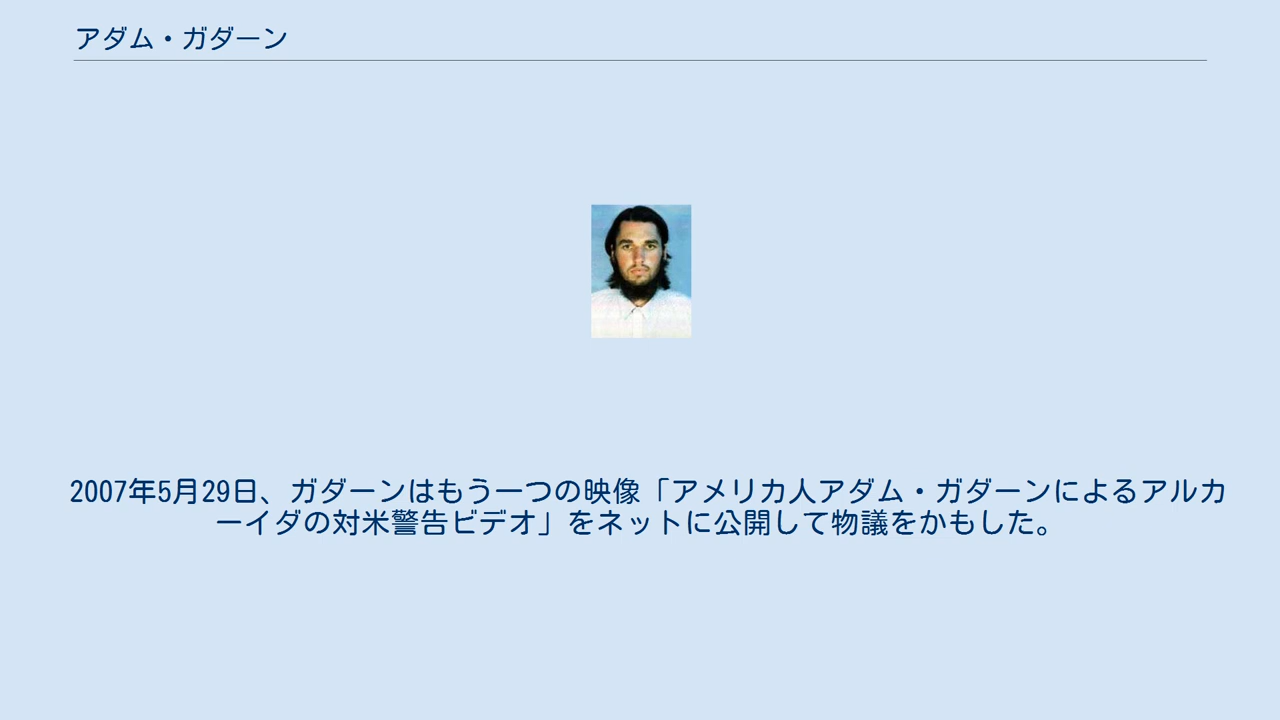 アダム・ガダーン
2007年5月29日、ガダーンはもう一つの映像「アメリカ人アダム・ガダーンによるアルカ
ーイダの対米警告ビデオ」をネットに公開して物議をかもした。